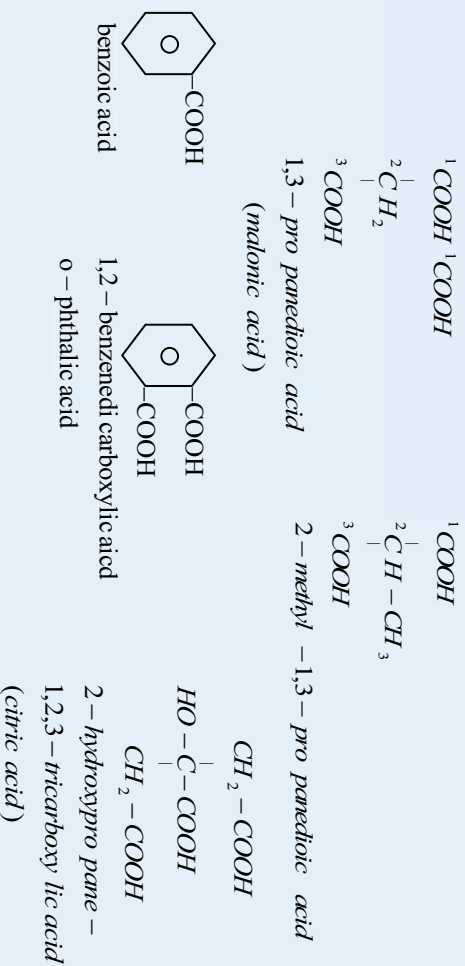 ¹COOH ¹COOH
²CH₂
³COOH
1,3 – pro panedioic acid
(malonic acid)
¹COOH
²CH – CH₃
³COOH
2 – methyl – 1,3 – pro panedioic acid
COOH
benzoic acid
COOH
COOH
1,2 – benzenedi carboxylic aicd
o – phthalic acid
CH₂ – COOH
HO – C – COOH
CH₂ – COOH
2 – hydroxypro pane –
1,2,3 – tricarboxy lic acid
(citric acid)